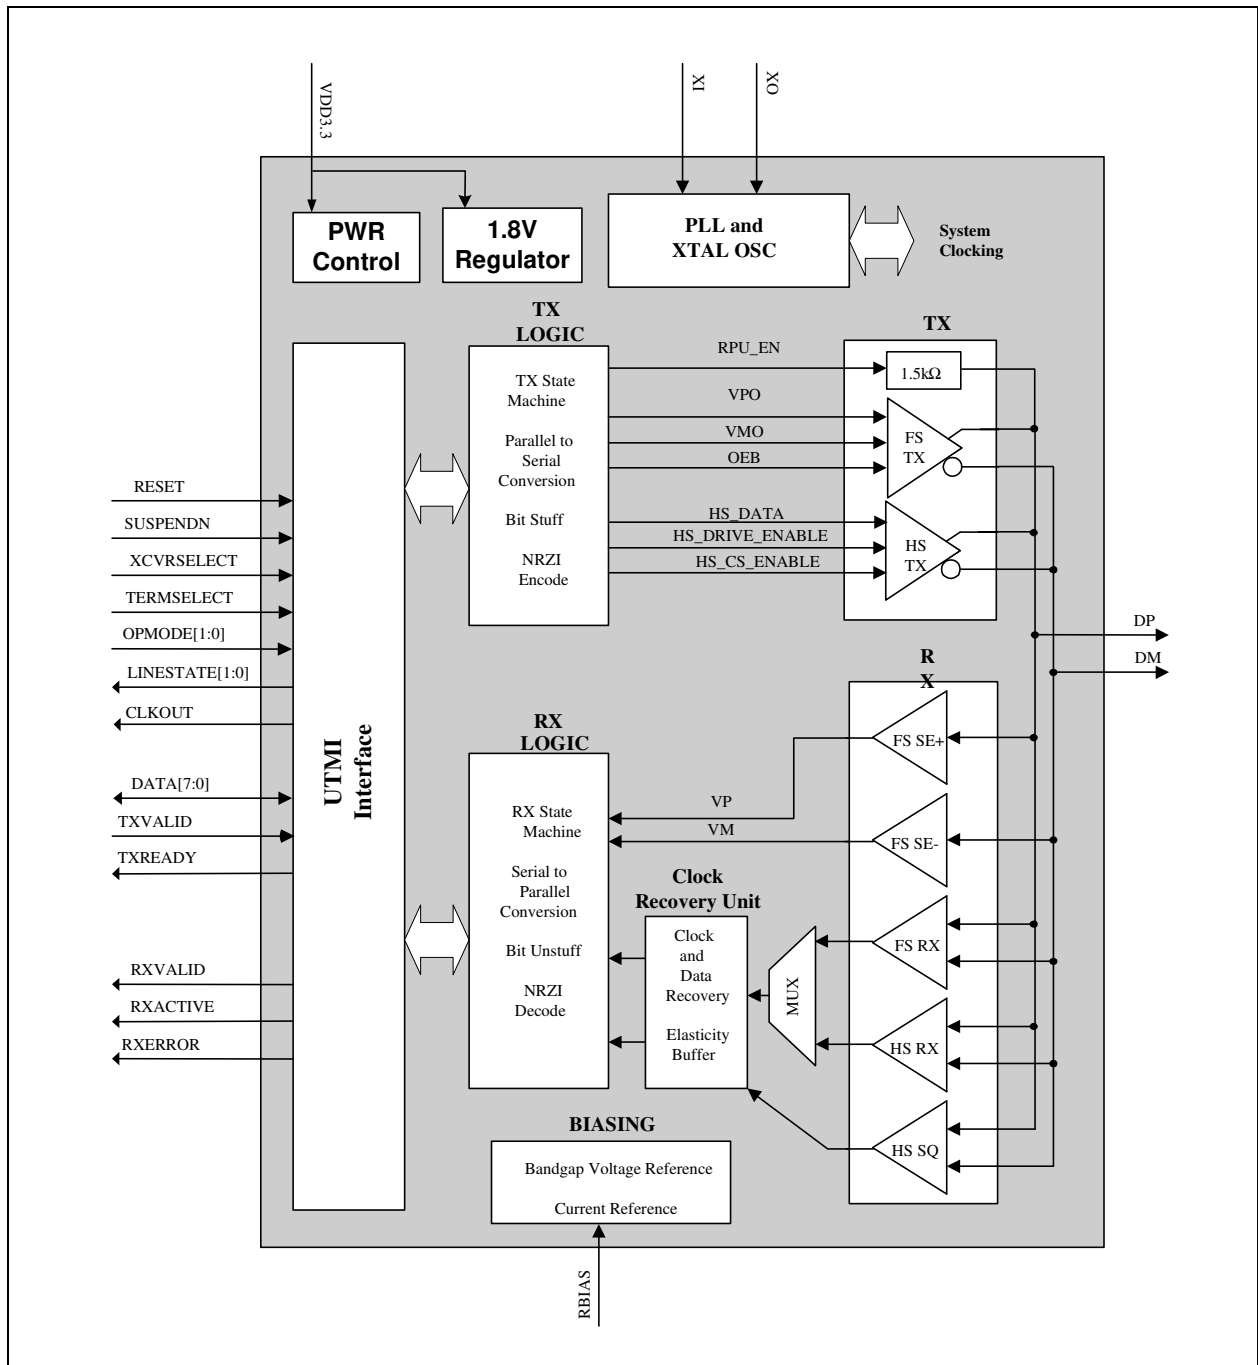 VDD3.3
XI
XO
PWR
Control
1.8V
Regulator
PLL and
XTAL OSC
System
Clocking
TX
LOGIC
TX State
Machine
Parallel to
Serial
Conversion
Bit Stuff
NRZI
Encode
RPU_EN
VPO
VMO
OEB
HS_DATA
HS_DRIVE_ENABLE
HS_CS_ENABLE
TX
1.5kΩ
FS
TX
HS
TX
RESET
SUSPENDN
XCVRSELECT
TERMSELECT
OPMODE[1:0]
LINESTATE[1:0]
CLKOUT
DATA[7:0]
TXVALID
TXREADY
RXVALID
RXACTIVE
RXERROR
UTMI
Interface
DP
DM
RX
LOGIC
RX State
Machine
Serial to
Parallel
Conversion
Bit Unstuff
NRZI
Decode
VP
VM
Clock
Recovery Unit
Clock
and
Data
Recovery
Elasticity
Buffer
MUX
R
X
FS SE+
FS SE-
FS RX
HS RX
HS SQ
BIASING
Bandgap Voltage Reference
Current Reference
RBIAS